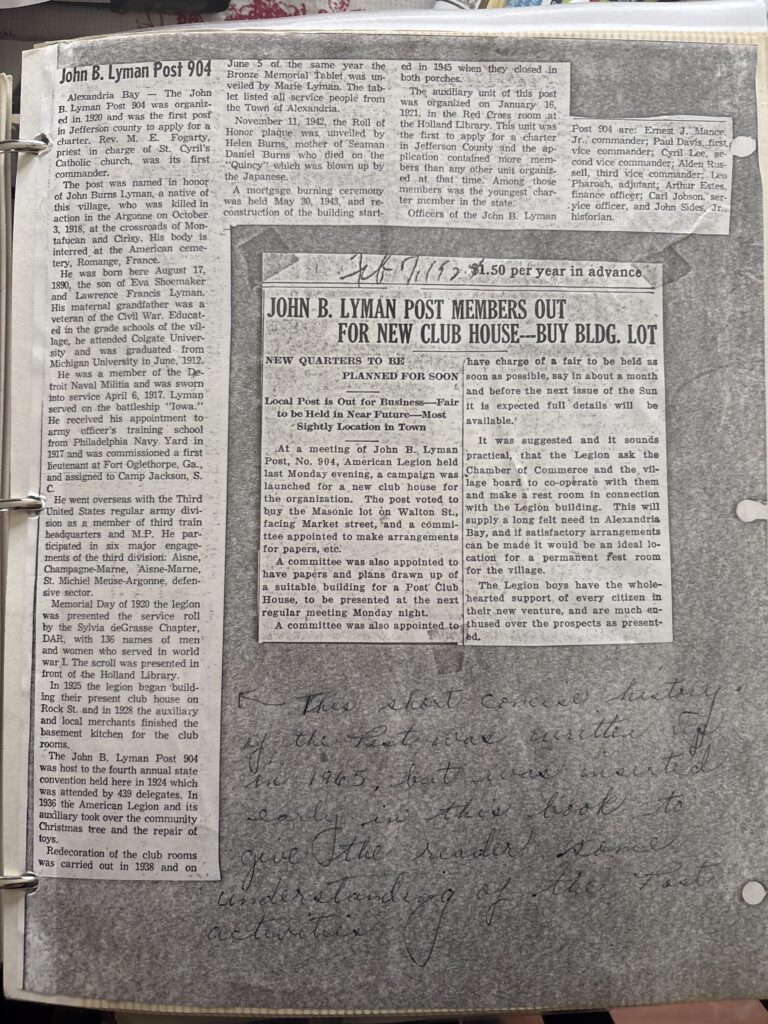 John B. Lyman Post 904
Alexandria Bay — The John
B. Lyman Post 904 was organiz-
ed in 1920 and was the first post
in Jefferson county to apply for a
charter. Rev. M. E. Fogarty,
priest in charge of St. Cyril's
Catholic church, was its first
commander.
The post was named in honor
of John Burns Lyman, a native of
this village, who was killed in
action in the Argonne on October
3, 1918, at the crossroads of Mon-
tafucan and Cirisy. His body is
interred at the American ceme-
tery, Romange, France.
He was born here August 17,
1890, the son of Eva Shoemaker
and Lawrence Francis Lyman.
His maternal grandfather was a
veteran of the Civil War. Educat-
ed in the grade schools of the vil-
lage, he attended Colgate Univer-
sity and was graduated from
Michigan University in June, 1912.
He was a member of the De-
troit Naval Militia and was sworn
into service April 6, 1917. Lyman
served on the battleship "Iowa."
He received his appointment to
army officer's training school
from Philadelphia Navy Yard in
1917 and was commissioned a first
lieutenant at Fort Oglethorpe, Ga.,
and assigned to Camp Jackson, S.
C.
He went overseas with the Third
United States regular army divi-
sion as a member of third train
headquarters and M.P. He par-
ticipated in six major engage-
ments of the third division: Aisne,
Champagne-Marne, Aisne-Marne,
St. Michiel Meuse-Argonne, defen-
sive sector.
Memorial Day of 1920 the legion
was presented the service roll
by the Sylvia deGrasse Chapter,
DAR, with 136 names of men
and women who served in world
war I. The scroll was presented in
front of the Holland Library.
In 1925 the legion began build-
ing their present club house on
Rock St. and in 1928 the auxiliary
and local merchants finished the
basement kitchen for the club
rooms.
The John B. Lyman Post 904
was host to the fourth annual state
convention held here in 1924 which
was attended by 439 delegates. In
1936 the American Legion and its
auxiliary took over the community
Christmas tree and the repair of
toys.
Redecoration of the club rooms
was carried out in 1938 and on
June 5 of the same year the
Bronze Memorial Tablet was un-
veiled by Marie Lyman. The tab-
let listed all service people from
the Town of Alexandria.
November 11, 1942, the Roll of
Honor plaque was unveiled by
Helen Burns, mother of Seaman
Daniel Burns who died on the
"Quincy" which was blown up by
the Japanese.
A mortgage burning ceremony
was held May 30, 1943, and re-
construction of the building start-
ed in 1945 when they closed in
both porches.
The auxiliary unit of this post
was organized on January 16,
1921, in the Red Cross room at
the Holland Library. This unit was
the first to apply for a charter
in Jefferson County and the ap-
plication contained more mem-
bers than any other unit organiz-
ed at that time. Among those
members was the youngest char-
ter member in the state.
Officers of the John B. Lyman
Post 904 are: Ernest J. Mance,
Jr., commander; Paul Davis, first
vice commander; Cyril Lee, se-
cond vice commander; Alden Rus-
sell, third vice commander; Leo
Pharoah, adjutant; Arthur Estes,
finance officer; Carl Jobson, ser-
vice officer, and John Sides, Jr.,
historian.
Feb $1.50 per year in advance
JOHN B. LYMAN POST MEMBERS OUT
FOR NEW CLUB HOUSE---BUY BLDG. LOT
NEW QUARTERS TO BE
PLANNED FOR SOON
Local Post is Out for Business—Fair
to be Held in Near Future—Most
Sightly Location in Town
At a meeting of John B. Lyman
Post, No. 904, American Legion held
last Monday evening, a campaign was
launched for a new club house for
the organization. The post voted to
buy the Masonic lot on Walton St.,
facing Market street, and a commi-
ttee appointed to make arrangements
for papers, etc.
A committee was also appointed to
have papers and plans drawn up of
a suitable building for a Post Club
House, to be presented at the next
regular meeting Monday night.
A committee was also appointed to
have charge of a fair to be held as
soon as possible, say in about a month
and before the next issue of the Sun
it is expected full details will be
available.
It was suggested and it sounds
practical, that the Legion ask the
Chamber of Commerce and the vil-
lage board to co-operate with them
and make a rest room in connection
with the Legion building. This will
supply a long felt need in Alexandria
Bay, and if satisfactory arrangements
can be made it would be an ideal lo-
cation for a permanent rest room
for the village.
The Legion boys have the whole-
hearted support of every citizen in
their new venture, and are much en-
thused over the prospects as present-
ed.
This short concise history
of the Post was written up
in 1965, but was inserted
early in this book to
give the reader some
understanding of the Post
activities